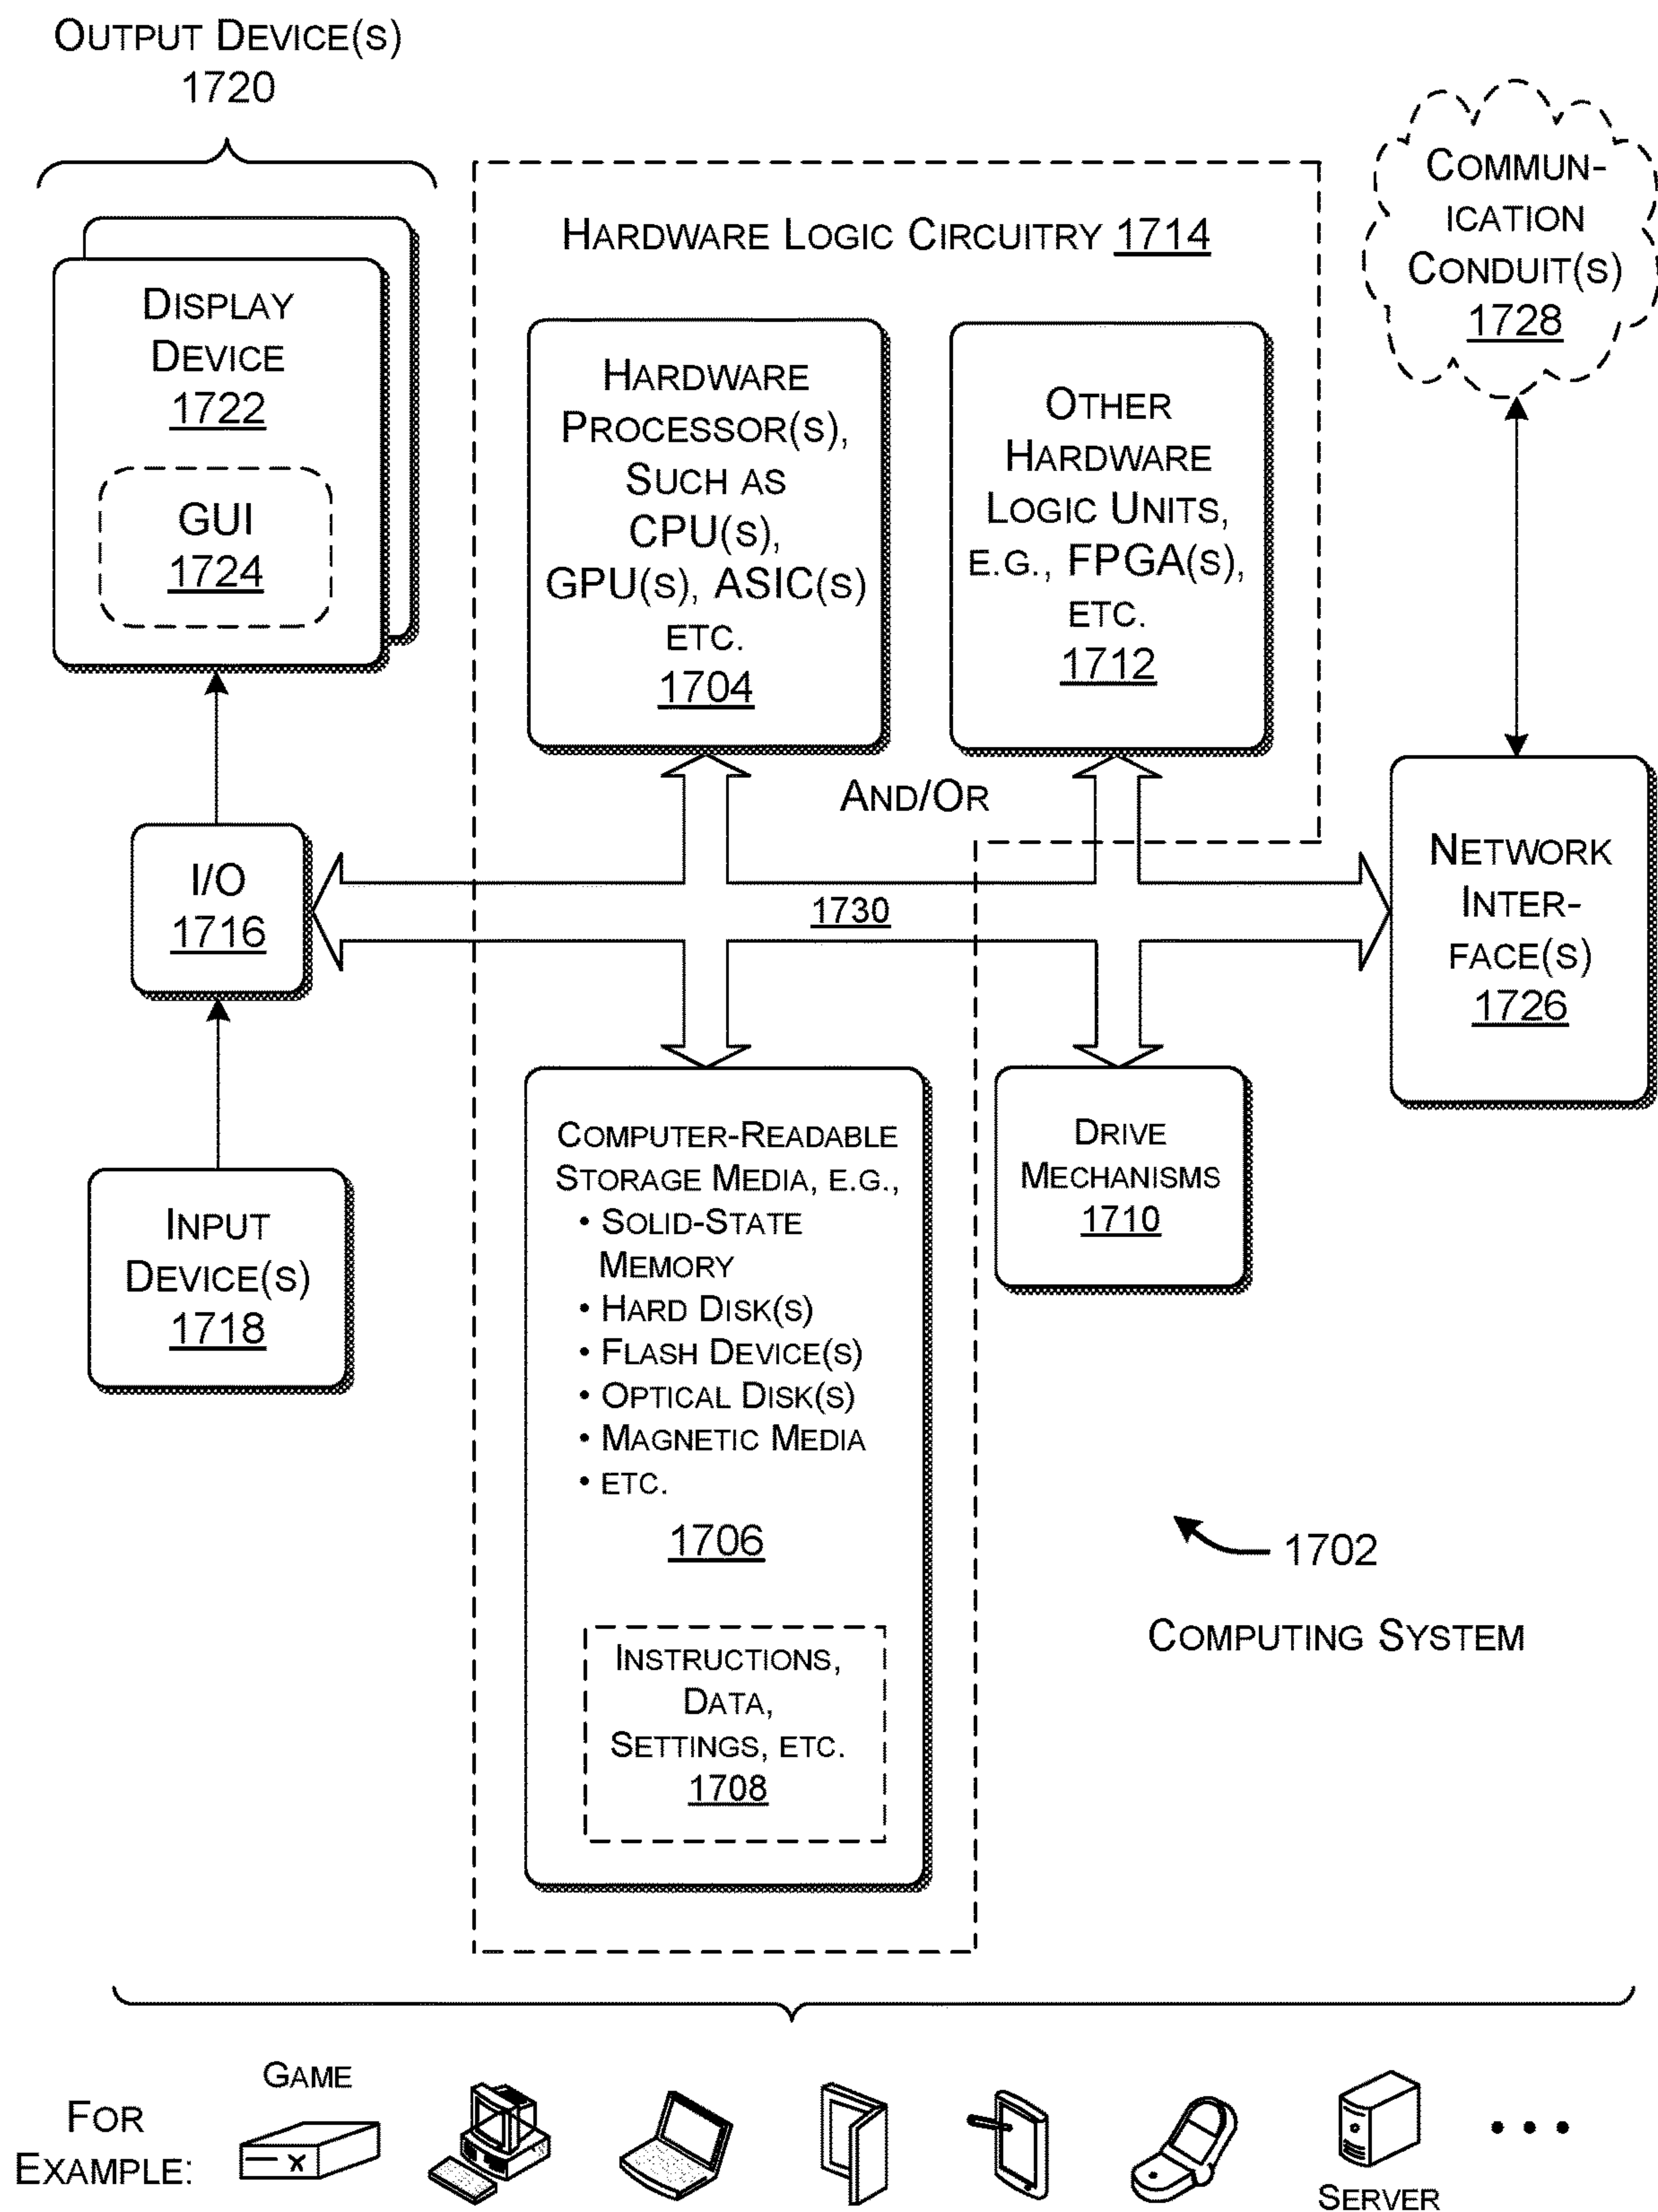 OUTPUT DEVICE(S)
1720
DISPLAY
DEVICE
1722
GUI
1724
HARDWARE LOGIC CIRCUITRY 1714
HARDWARE
PROCESSOR(S),
SUCH AS
CPU(S),
GPU(S), ASIC(S)
ETC.
1704
OTHER
HARDWARE
LOGIC UNITS,
E.G., FPGA(S),
ETC.
1712
COMMUN-
ICATION
CONDUIT(S)
1728
AND/OR
I/O
1716
1730
NETWORK
INTER-
FACE(S)
1726
INPUT
DEVICE(S)
1718
COMPUTER-READABLE
STORAGE MEDIA, E.G.,
• SOLID-STATE
MEMORY
• HARD DISK(S)
• FLASH DEVICE(S)
• OPTICAL DISK(S)
• MAGNETIC MEDIA
• ETC.
1706
INSTRUCTIONS,
DATA,
SETTINGS, ETC.
1708
DRIVE
MECHANISMS
1710
1702
COMPUTING SYSTEM
FOR
EXAMPLE:
GAME
X
SERVER
• • •